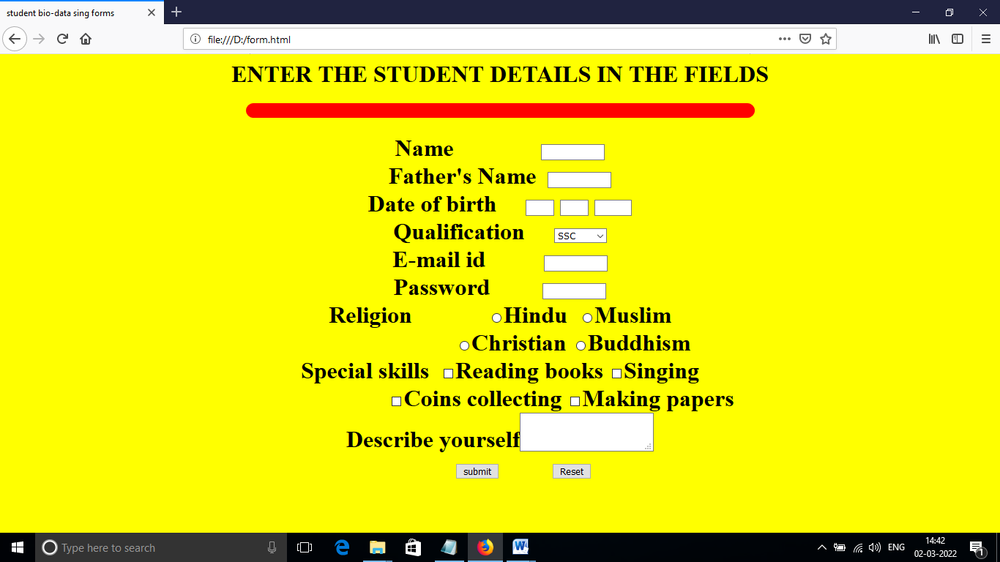 student bio-data sing forms
file:///D:/form.html
ENTER THE STUDENT DETAILS IN THE FIELDS
Name
Father's Name
Date of birth
Qualification SSC
E-mail id
Password
Religion Hindu Muslim
Christian Buddhism
Special skills Reading books Singing
Coins collecting Making papers
Describe yourself
submit Reset
Type here to search
ENG
14:42
02-03-2022
1